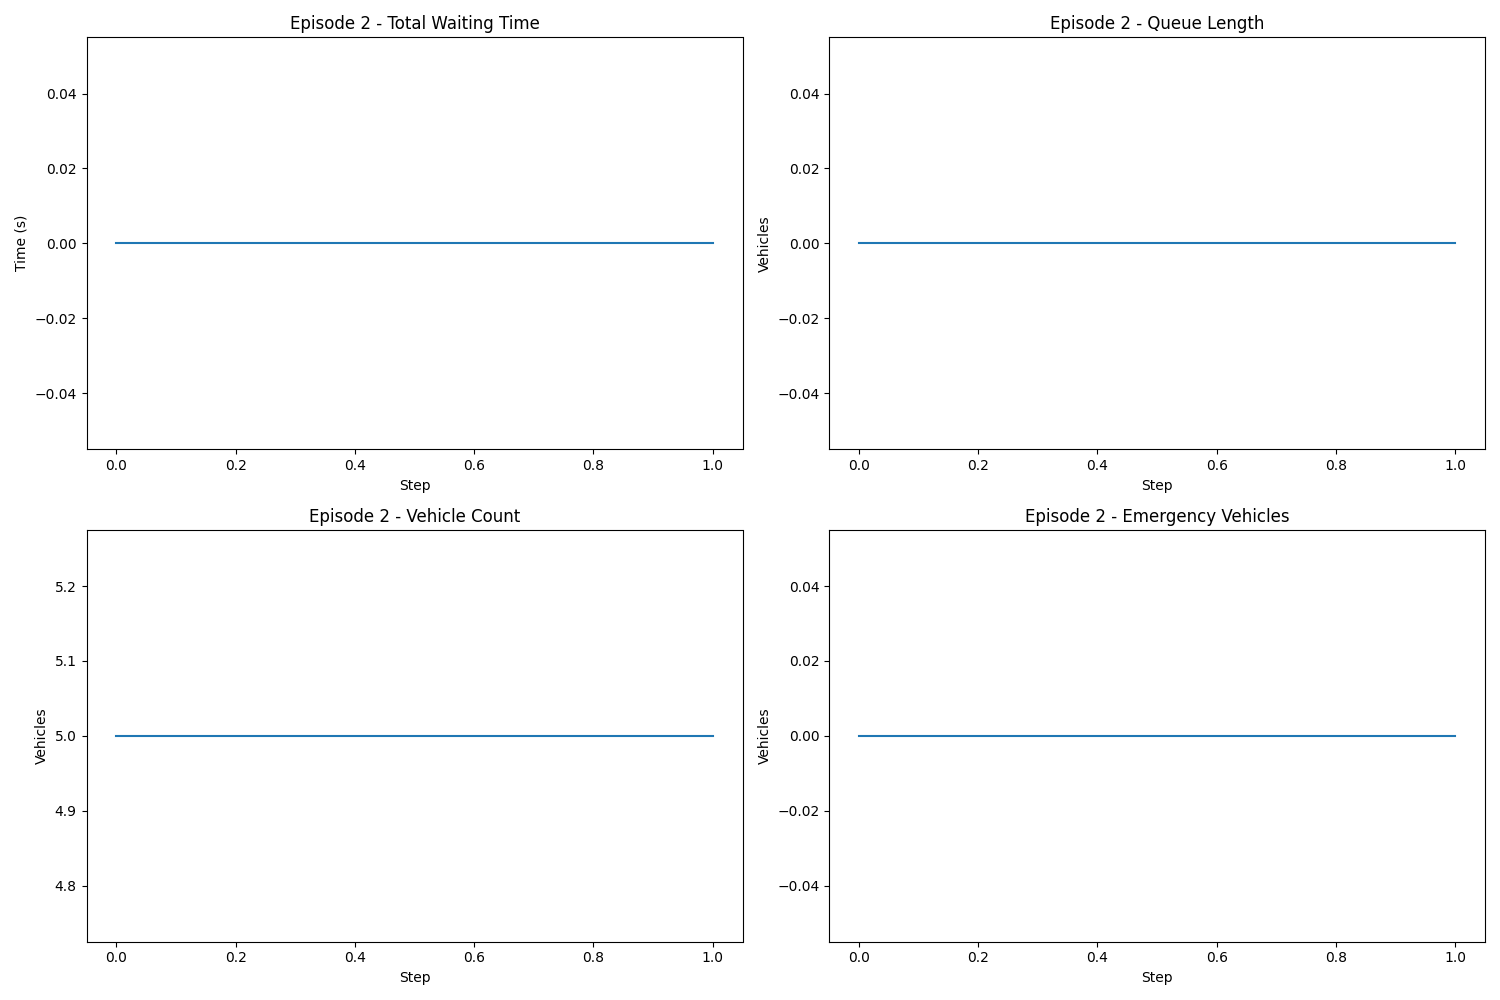 Episode 2 - Total Waiting Time
Time (s)
0.04
0.02
0.00
−0.02
−0.04
0.0 0.2 0.4 0.6 0.8 1.0
Step
Episode 2 - Queue Length
Vehicles
0.04
0.02
0.00
−0.02
−0.04
0.0 0.2 0.4 0.6 0.8 1.0
Step
Episode 2 - Vehicle Count
Vehicles
5.2
5.1
5.0
4.9
4.8
0.0 0.2 0.4 0.6 0.8 1.0
Step
Episode 2 - Emergency Vehicles
Vehicles
0.04
0.02
0.00
−0.02
−0.04
0.0 0.2 0.4 0.6 0.8 1.0
Step